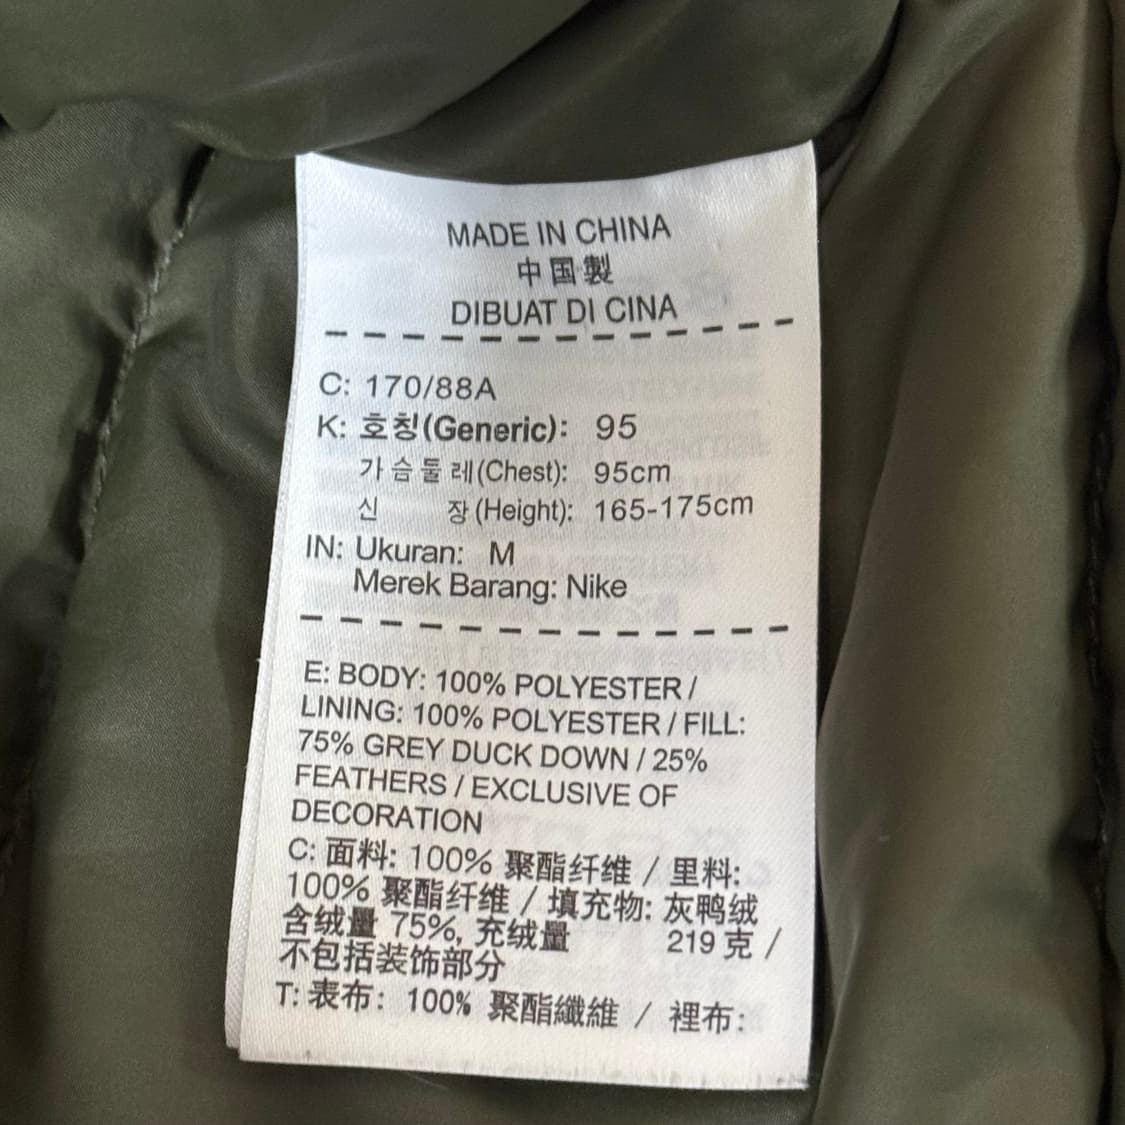 MADE IN CHINA
中国製
DIBUAT DI CINA
C: 170/88A
K: 호칭(Generic): 95
가슴둘레(Chest): 95cm
신 장(Height): 165-175cm
IN: Ukuran: M
Merek Barang: Nike
E: BODY: 100% POLYESTER /
LINING: 100% POLYESTER / FILL:
75% GREY DUCK DOWN / 25%
FEATHERS / EXCLUSIVE OF
DECORATION
C: 面料: 100% 聚酯纤维 / 里料:
100% 聚酯纤维 / 填充物: 灰鸭绒
含绒量 75%, 充绒量 219 克 /
不包括装饰部分
T: 表布: 100% 聚酯纖維 / 裡布: